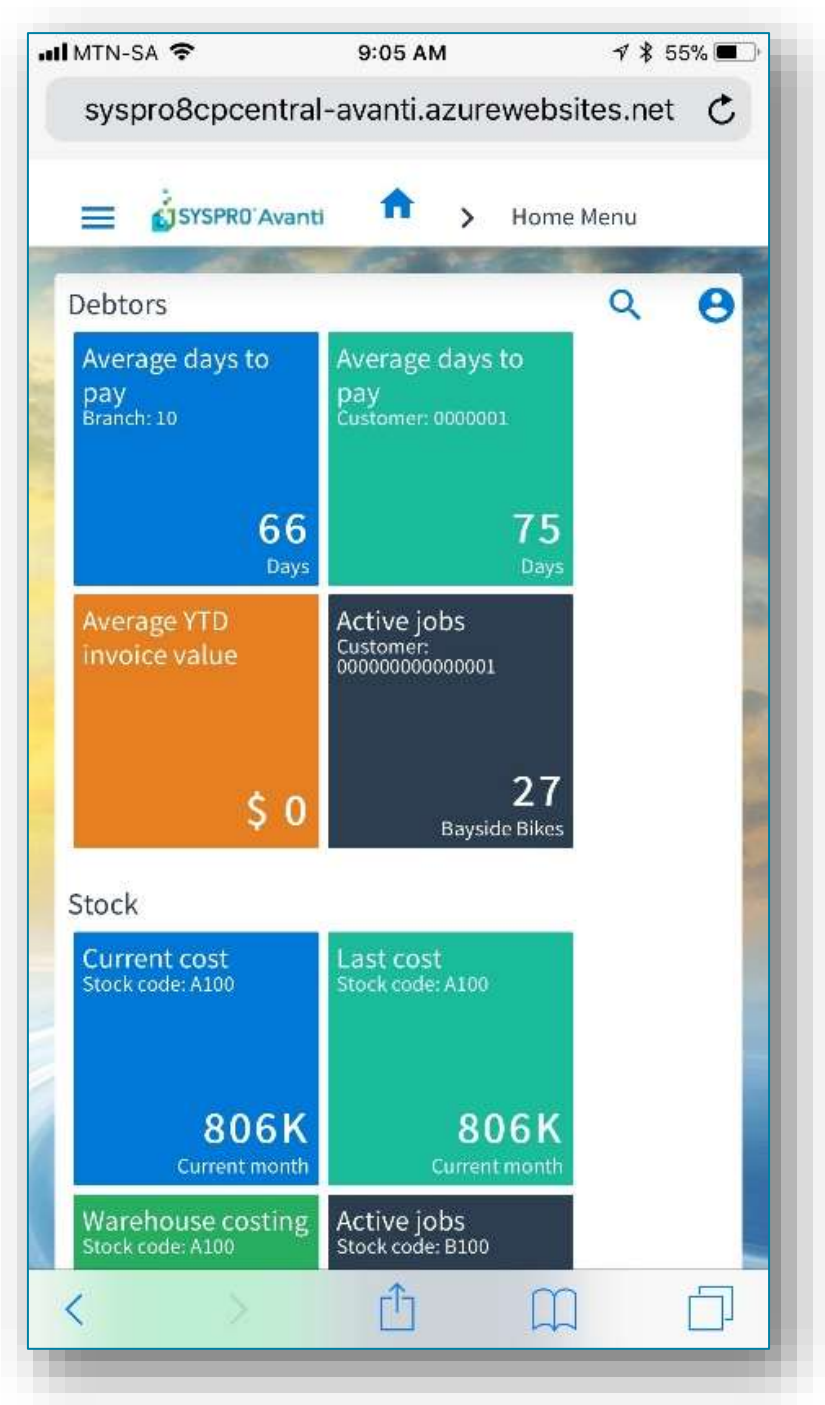 MTN-SA 9:05 AM 55%
syspro8cpcentral-avanti.azurewebsites.net
SYSPRO Avanti > Home Menu
Debtors
Average days to
pay
Branch: 10
66
Days
Average days to
pay
Customer: 0000001
75
Days
Average YTD
invoice value
$ 0
Active jobs
Customer:
000000000000001
27
Bayside Bikes
Stock
Current cost
Stock code: A100
806K
Current month
Last cost
Stock code: A100
806K
Current month
Warehouse costing
Stock code: A100
Active jobs
Stock code: B100